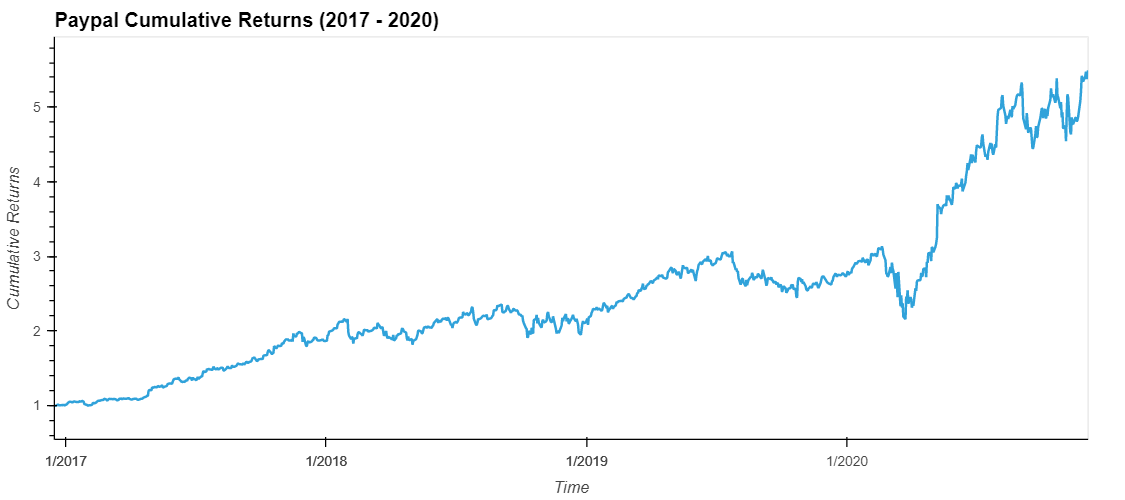 Paypal Cumulative Returns (2017 - 2020)
Cumulative Returns
5
4
3
2
1
1/2017 1/2018 1/2019 1/2020
Time